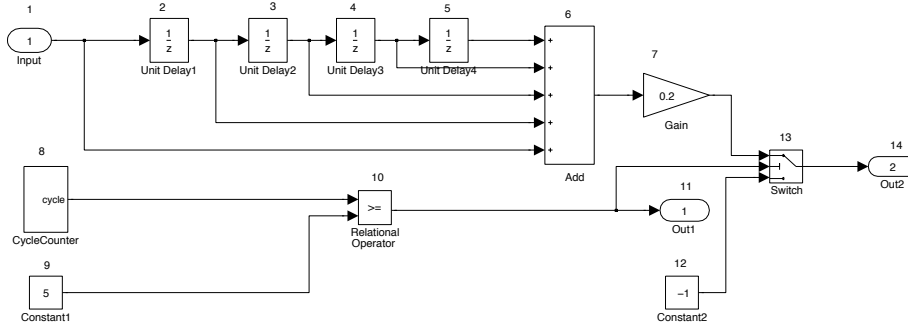 1
2
3
4
5
6
1
Input
1
z
Unit Delay1
1
z
Unit Delay2
1
z
Unit Delay3
1
z
Unit Delay4
+
+
+
+
+
Add
7
0.2
Gain
8
cycle
CycleCounter
9
5
Constant1
10
>=
Relational
Operator
11
1
Out1
12
−1
Constant2
13
Switch
14
2
Out2